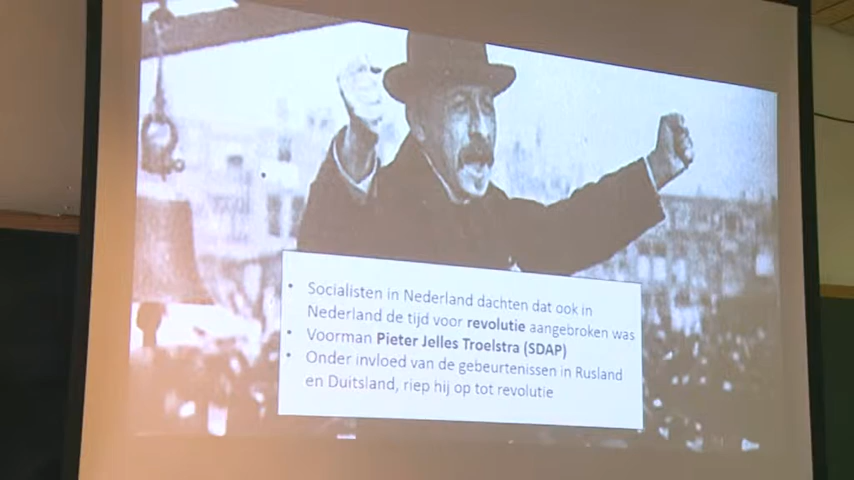 • Socialisten in Nederland dachten dat ook in
Nederland de tijd voor revolutie aangebroken was
• Voorman Pieter Jelles Troelstra (SDAP)
• Onder invloed van de gebeurtenissen in Rusland
en Duitsland, riep hij op tot revolutie